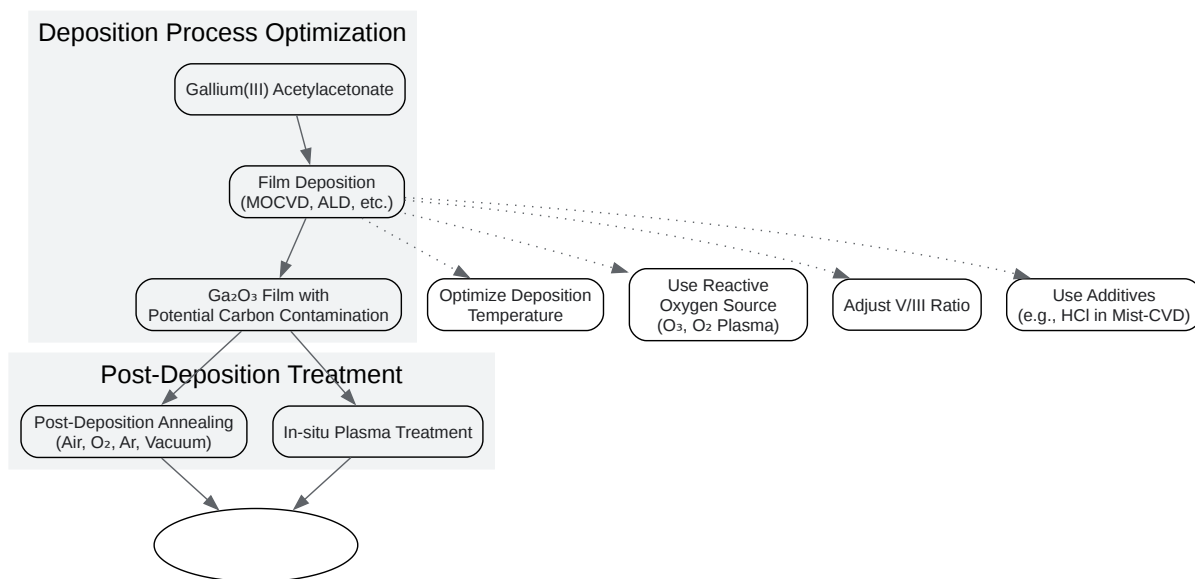 Deposition Process Optimization
Gallium(III) Acetylacetonate
Film Deposition
(MOCVD, ALD, etc.)
Ga₂O₃ Film with
Potential Carbon Contamination
Optimize Deposition
Temperature
Use Reactive
Oxygen Source
(O₃, O₂ Plasma)
Adjust V/III Ratio
Use Additives
(e.g., HCl in Mist-CVD)
Post-Deposition Treatment
Post-Deposition Annealing
(Air, O₂, Ar, Vacuum)
In-situ Plasma Treatment